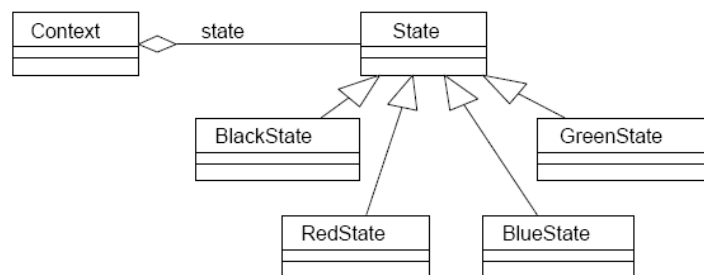 Context
state
State
BlackState
GreenState
RedState
BlueState